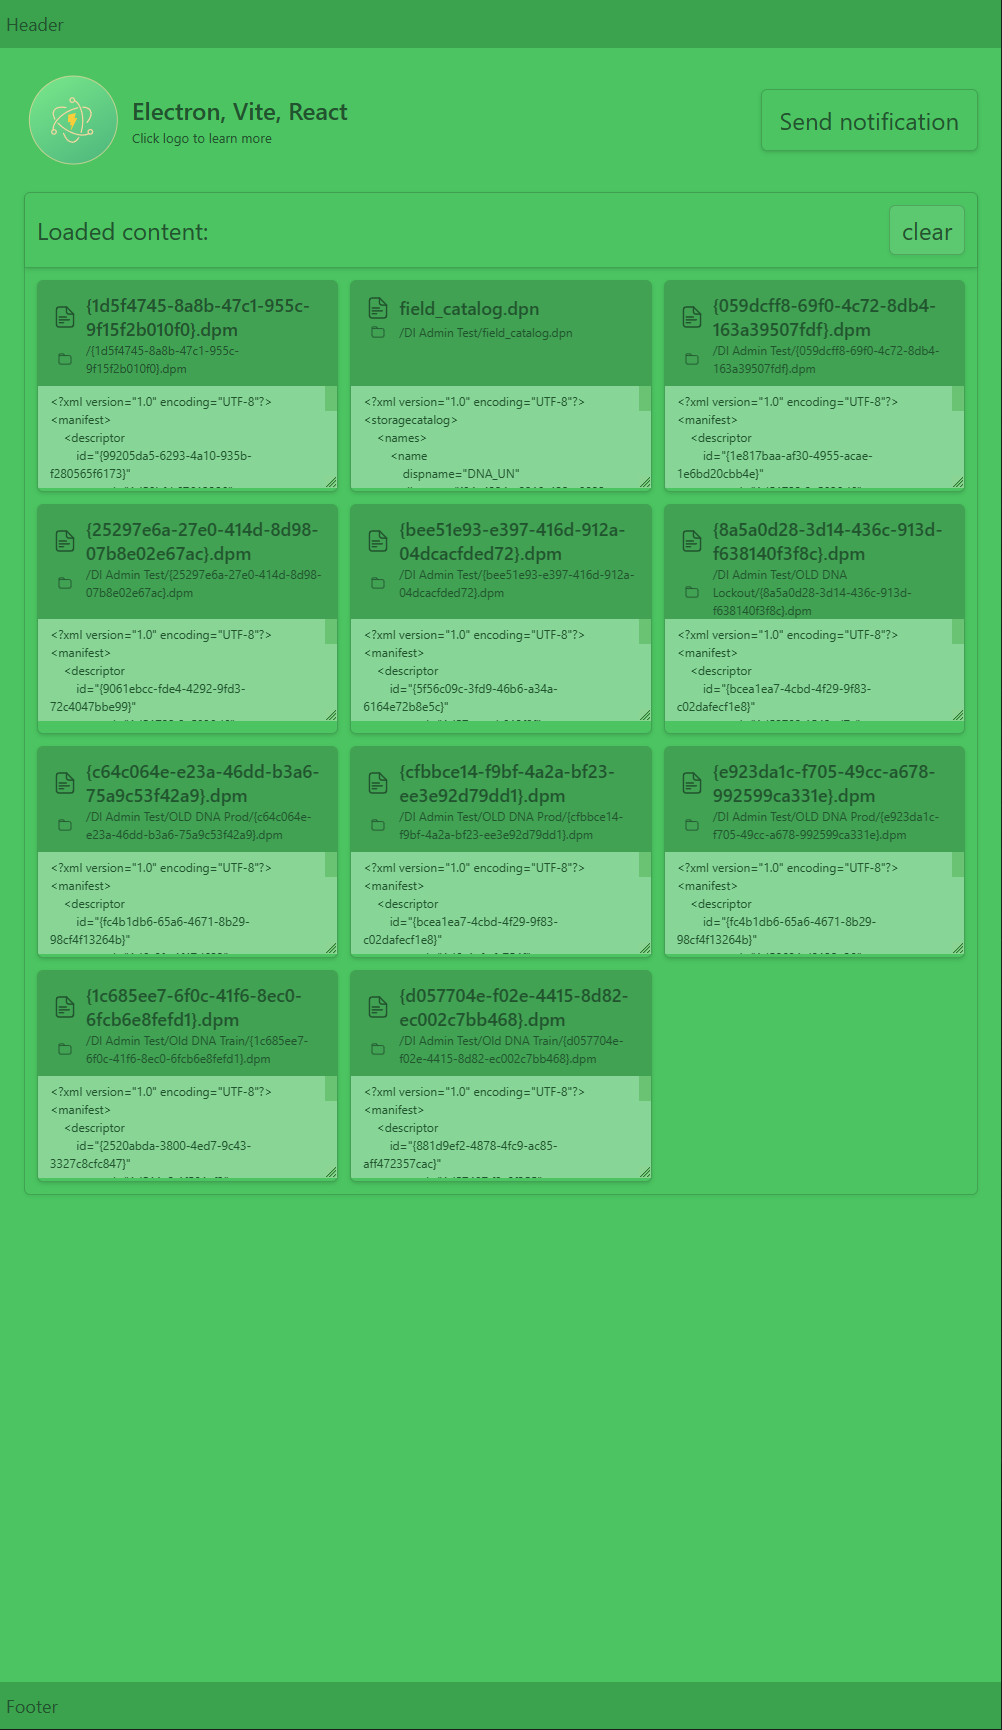 Header
Electron, Vite, React
Click logo to learn more
Send notification
Loaded content:
clear
{1d5f4745-8a8b-47c1-955c-
9f15f2b010f0}.dpm
/{1d5f4745-8a8b-47c1-955c-
9f15f2b010f0}.dpm
<?xml version="1.0" encoding="UTF-8"?>
<manifest>
<descriptor
id="{99205da5-6293-4a10-935b-
f280565f6173}"
field_catalog.dpn
/DI Admin Test/field_catalog.dpn
<?xml version="1.0" encoding="UTF-8"?>
<storagecatalog>
<names>
<name
dispname="DNA_UN"
{059dcff8-69f0-4c72-8db4-
163a39507fdf}.dpm
/DI Admin Test/{059dcff8-69f0-4c72-8db4-
163a39507fdf}.dpm
<?xml version="1.0" encoding="UTF-8"?>
<manifest>
<descriptor
id="{1e817baa-af30-4955-acae-
1e6bd20cbb4e}"
{25297e6a-27e0-414d-8d98-
07b8e02e67ac}.dpm
/DI Admin Test/{25297e6a-27e0-414d-8d98-
07b8e02e67ac}.dpm
<?xml version="1.0" encoding="UTF-8"?>
<manifest>
<descriptor
id="{9061ebcc-fde4-4292-9fd3-
72c4047bbe99}"
{bee51e93-e397-416d-912a-
04dcacfded72}.dpm
/DI Admin Test/{bee51e93-e397-416d-912a-
04dcacfded72}.dpm
<?xml version="1.0" encoding="UTF-8"?>
<manifest>
<descriptor
id="{5f56c09c-3fd9-46b6-a34a-
6164e72b8e5c}"
{8a5a0d28-3d14-436c-913d-
f638140f3f8c}.dpm
/DI Admin Test/OLD DNA
Lockout/{8a5a0d28-3d14-436c-913d-
f638140f3f8c}.dpm
<?xml version="1.0" encoding="UTF-8"?>
<manifest>
<descriptor
id="{bcea1ea7-4cbd-4f29-9f83-
c02dafecf1e8}"
{c64c064e-e23a-46dd-b3a6-
75a9c53f42a9}.dpm
/DI Admin Test/OLD DNA Prod/{c64c064e-
e23a-46dd-b3a6-75a9c53f42a9}.dpm
<?xml version="1.0" encoding="UTF-8"?>
<manifest>
<descriptor
id="{fc4b1db6-65a6-4671-8b29-
98cf4f13264b}"
{cfbbce14-f9bf-4a2a-bf23-
ee3e92d79dd1}.dpm
/DI Admin Test/OLD DNA Prod/{cfbbce14-
f9bf-4a2a-bf23-ee3e92d79dd1}.dpm
<?xml version="1.0" encoding="UTF-8"?>
<manifest>
<descriptor
id="{bcea1ea7-4cbd-4f29-9f83-
c02dafecf1e8}"
{e923da1c-f705-49cc-a678-
992599ca331e}.dpm
/DI Admin Test/OLD DNA Prod/{e923da1c-
f705-49cc-a678-992599ca331e}.dpm
<?xml version="1.0" encoding="UTF-8"?>
<manifest>
<descriptor
id="{fc4b1db6-65a6-4671-8b29-
98cf4f13264b}"
{1c685ee7-6f0c-41f6-8ec0-
6fcb6e8fefd1}.dpm
/DI Admin Test/Old DNA Train/{1c685ee7-
6f0c-41f6-8ec0-6fcb6e8fefd1}.dpm
<?xml version="1.0" encoding="UTF-8"?>
<manifest>
<descriptor
id="{2520abda-3800-4ed7-9c43-
3327c8cfc847}"
{d057704e-f02e-4415-8d82-
ec002c7bb468}.dpm
/DI Admin Test/Old DNA Train/{d057704e-
f02e-4415-8d82-ec002c7bb468}.dpm
<?xml version="1.0" encoding="UTF-8"?>
<manifest>
<descriptor
id="{881d9ef2-4878-4fc9-ac85-
aff472357cac}"
Footer